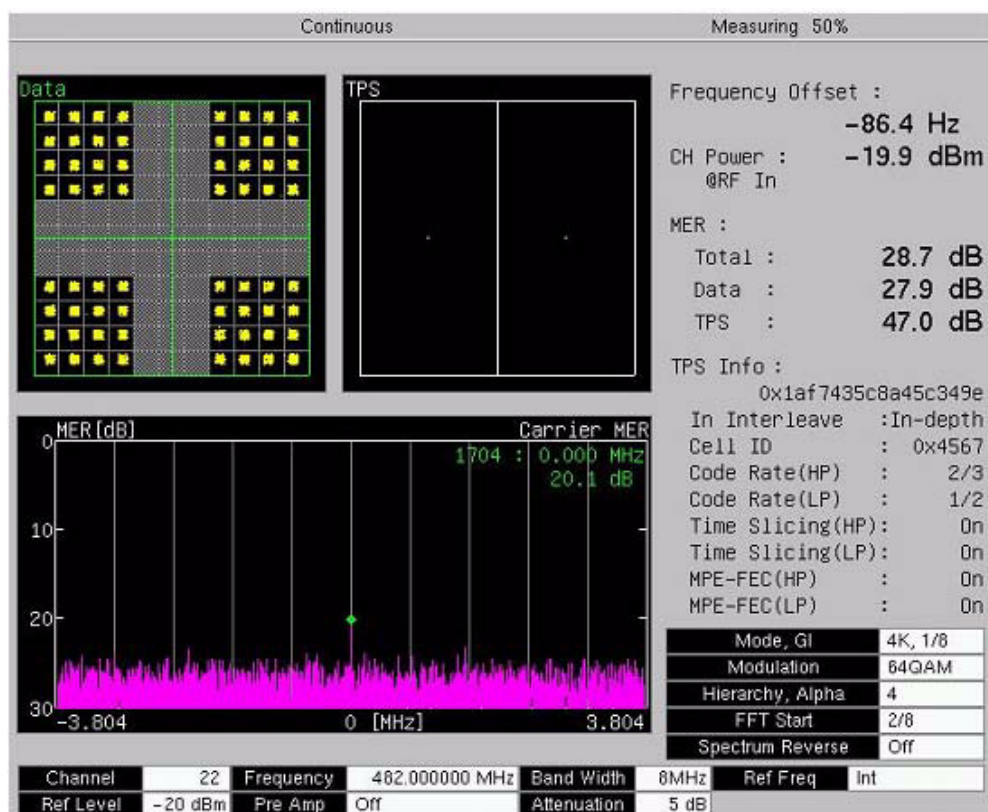 Continuous Measuring 50%
Data
TPS
Frequency Offset :
-86.4 Hz
CH Power : -19.9 dBm
@RF In
MER :
Total : 28.7 dB
Data : 27.9 dB
TPS : 47.0 dB
TPS Info :
0x1af7435c8a45c349e
In Interleave :In-depth
Cell ID : 0x4567
Code Rate(HP) : 2/3
Code Rate(LP) : 1/2
Time Slicing(HP): On
Time Slicing(LP): On
MPE-FEC(HP) : On
MPE-FEC(LP) : On
MER[dB] Carrier MER
1704 : 0.000 MHz
20.1 dB
0
10
20
30
-3.804 0 [MHz] 3.804
Mode, GI 4K, 1/8
Modulation 64QAM
Hierarchy, Alpha 4
FFT Start 2/8
Spectrum Reverse Off
Channel 22 Frequency 482.000000 MHz Band Width 8MHz Ref Freq Int
Ref Level -20 dBm Pre Amp Off Attenuation 5 dB